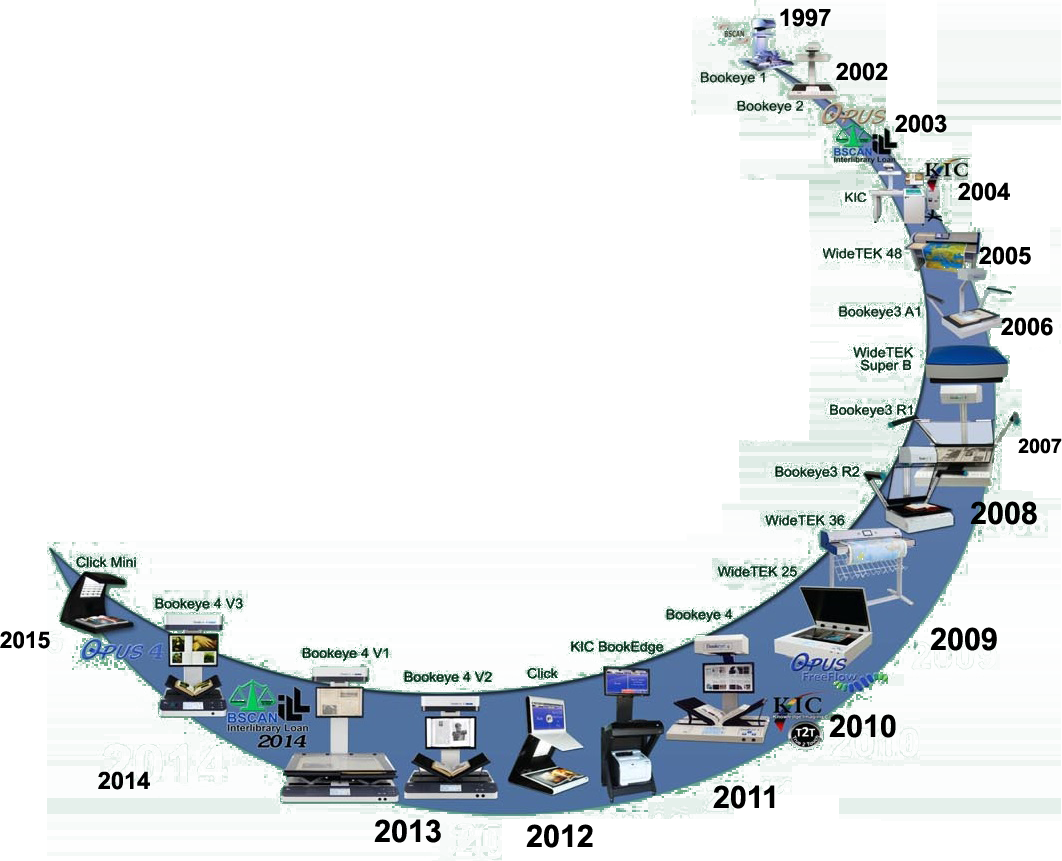 1997
BSCAN
Bookeye 1
2002
Bookeye 2
OPUS
2003
BSCAN ILL
Interlibrary Loan
KIC
KIC
2004
WideTEK 48
2005
Bookeye3 A1
2006
WideTEK
Super B
Bookeye3 R1
2007
Bookeye3 R2
2008
WideTEK 36
WideTEK 25
2009
OPUS
FreeFlow
Bookeye 4
KIC
T2T
2010
KIC BookEdge
2011
Click
2012
Bookeye 4 V2
2013
Bookeye 4 V1
BSCAN ILL
Interlibrary Loan
2014
2014
Bookeye 4 V3
OPUS 4
Click Mini
2015